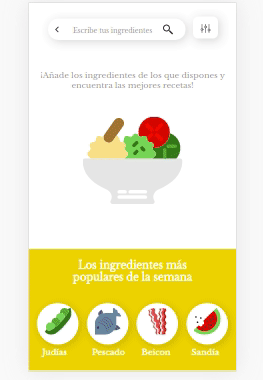 Escribe tus ingredientes
¡Añade los ingredientes de los que dispones y
encuentra las mejores recetas!
Los ingredientes más
populares de la semana
Judías Pescado Beicon Sandía